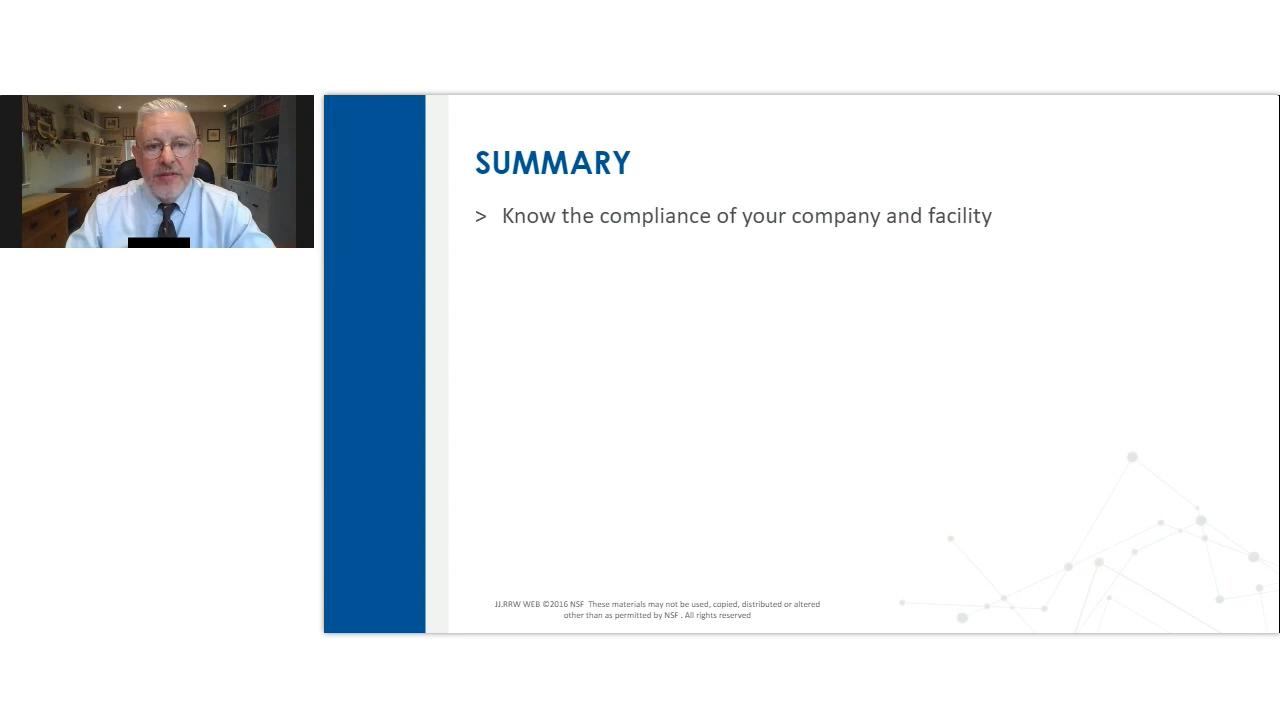 SUMMARY
> Know the compliance of your company and facility
JJ.RRW WEB ©2016 NSF These materials may not be used, copied, distributed or altered
other than as permitted by NSF . All rights reserved